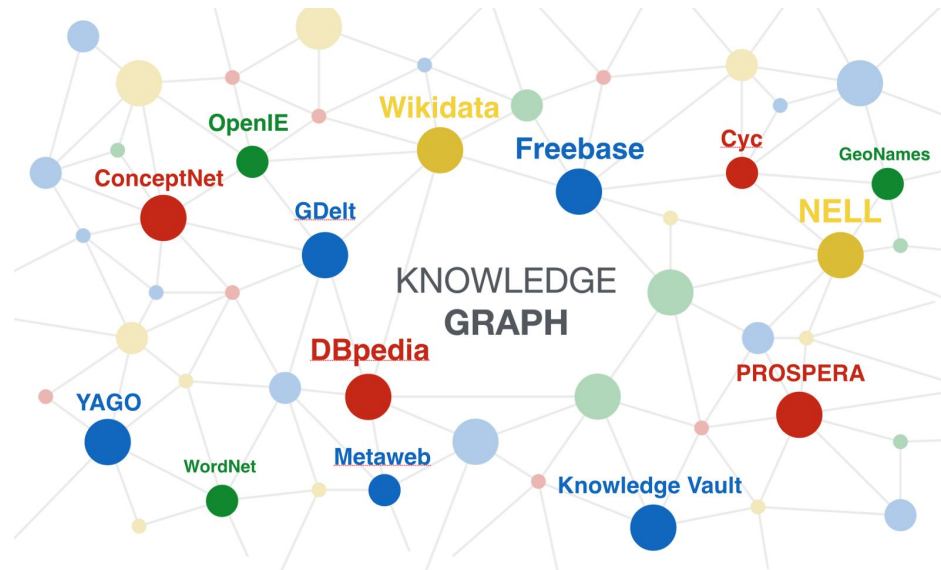 Wikidata
OpenIE
Freebase
Cyc
GeoNames
ConceptNet
GDelt
NELL
KNOWLEDGE
GRAPH
DBpedia
PROSPERA
YAGO
Metaweb
WordNet
Knowledge Vault